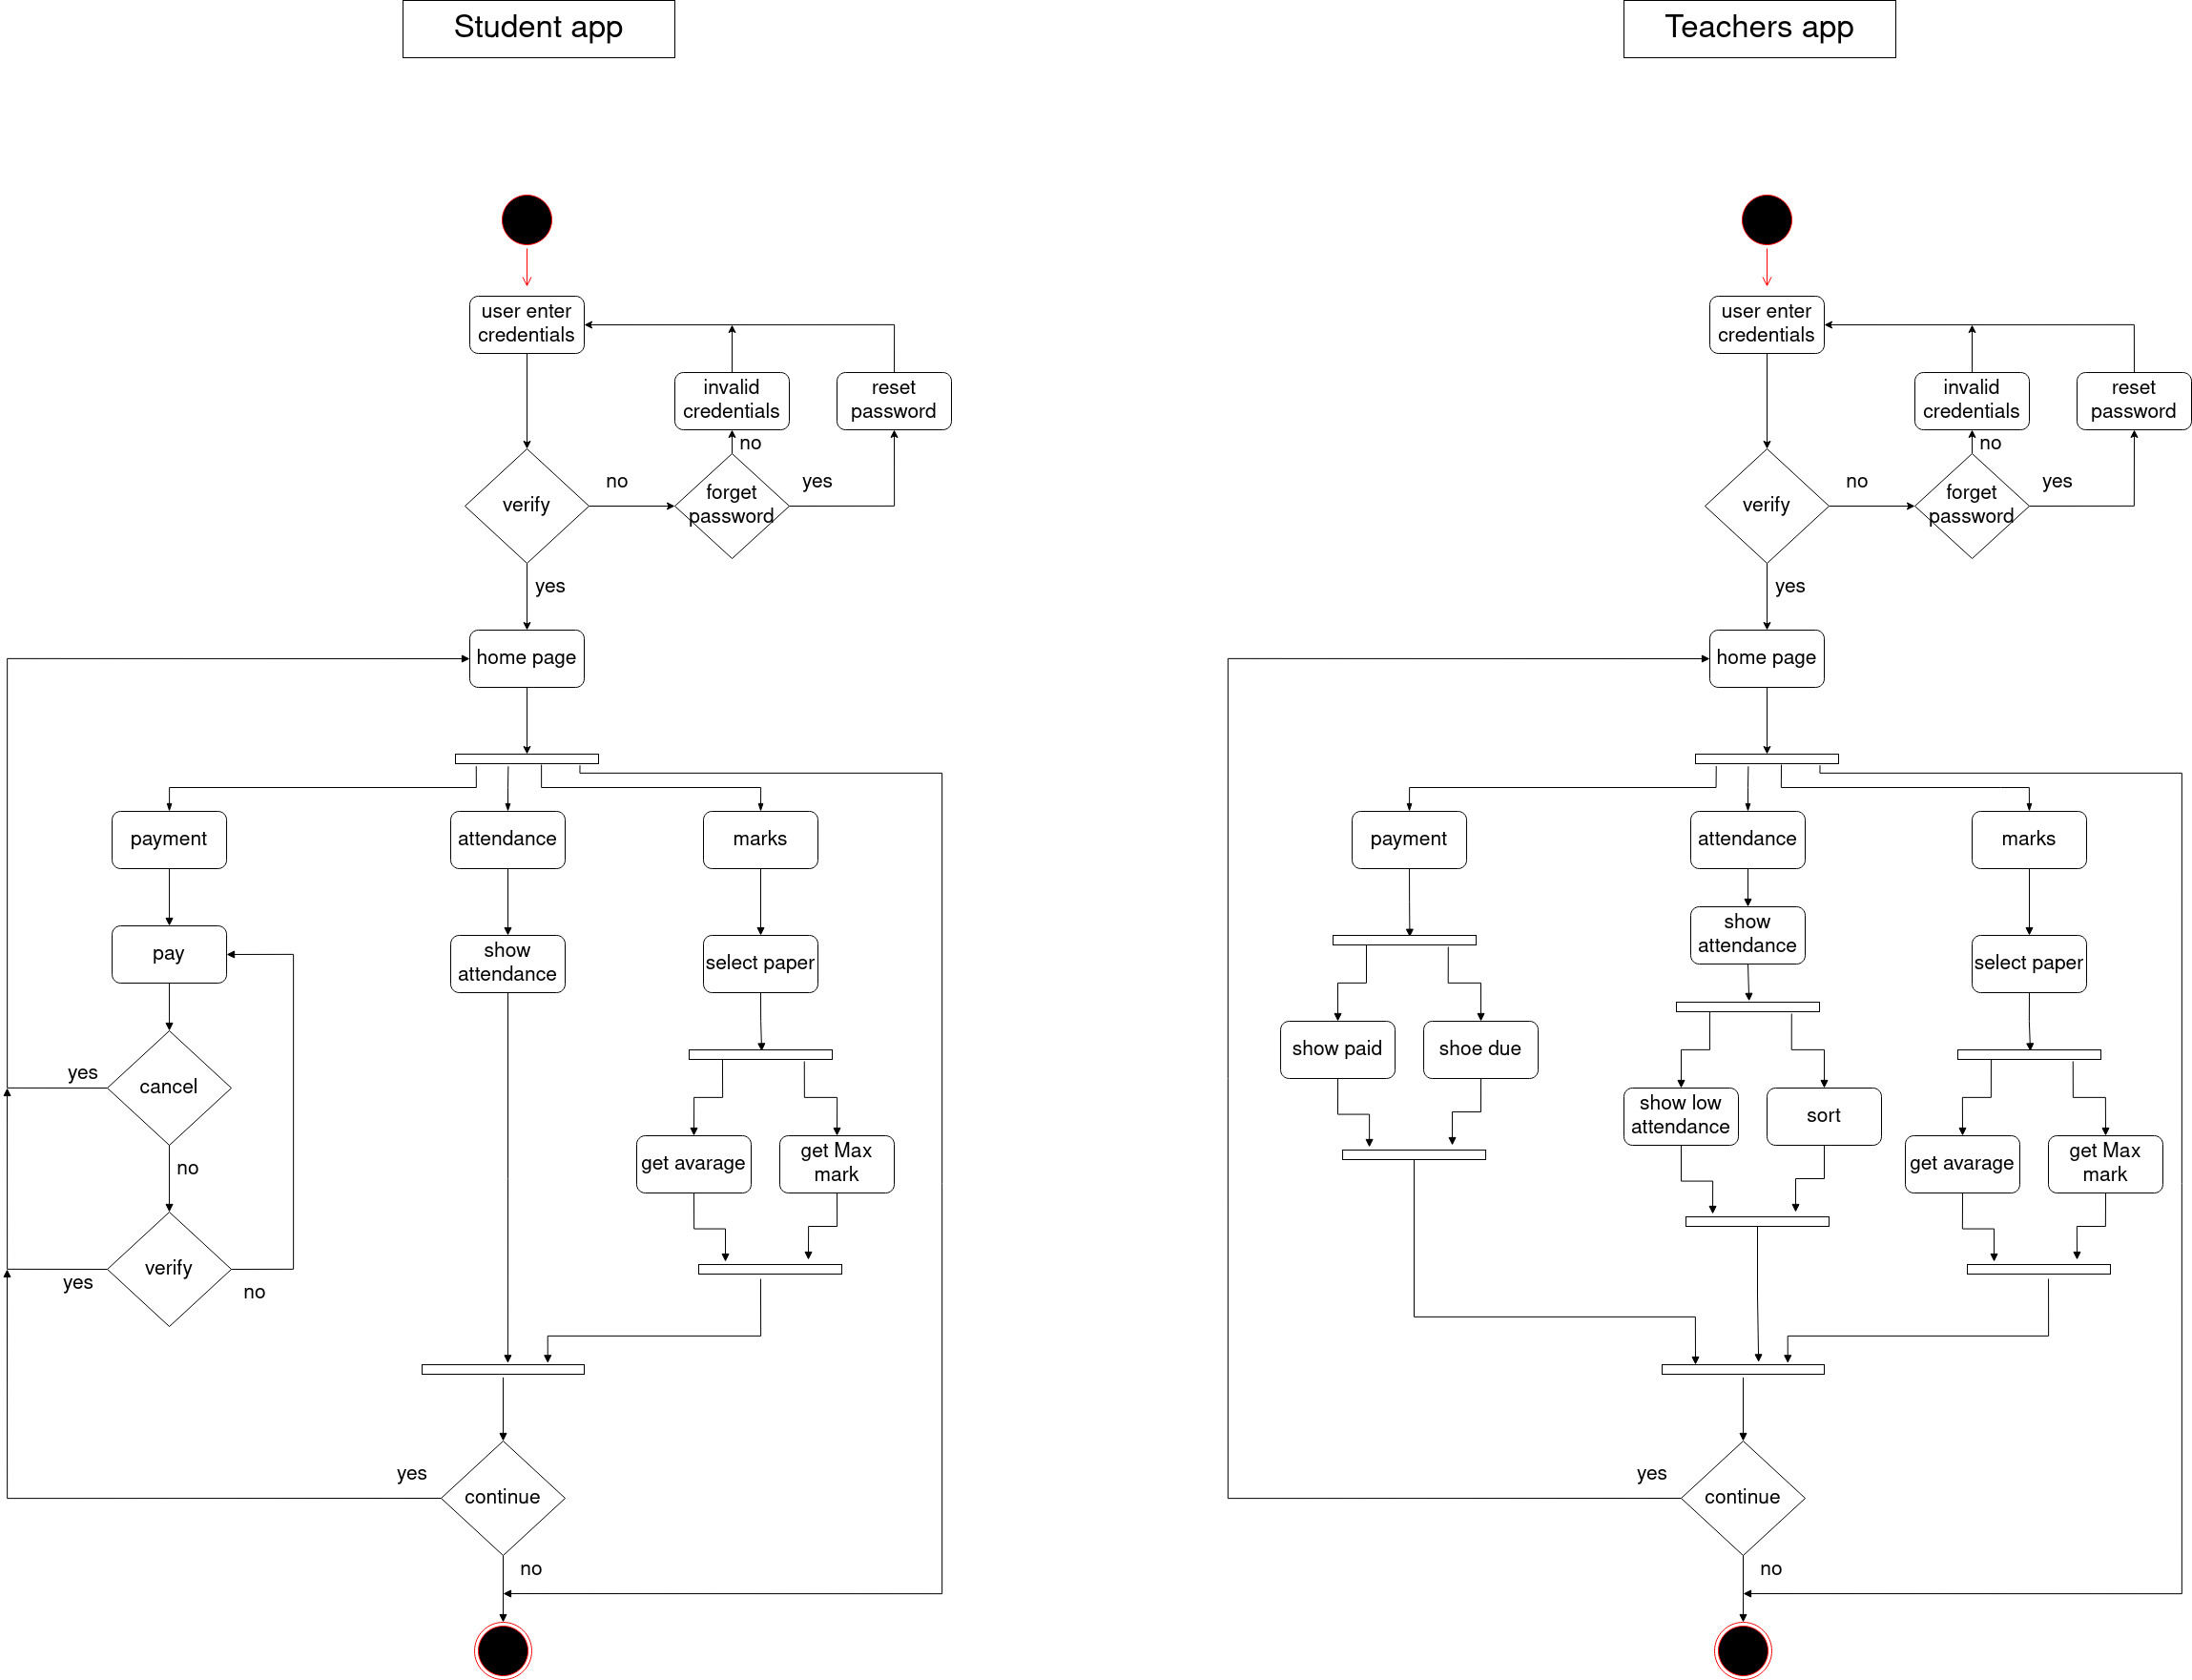 Student app
user enter
credentials
invalid
credentials
reset
password
no
verify
no
forget
password
yes
yes
home page
payment
attendance
marks
pay
show
attendance
select paper
yes
cancel
no
get avarage
get Max
mark
verify
yes
no
yes
continue
no
Teachers app
user enter
credentials
invalid
credentials
reset
password
no
verify
no
forget
password
yes
yes
home page
payment
attendance
marks
show
attendance
select paper
show paid
shoe due
show low
attendance
sort
get avarage
get Max
mark
yes
continue
no